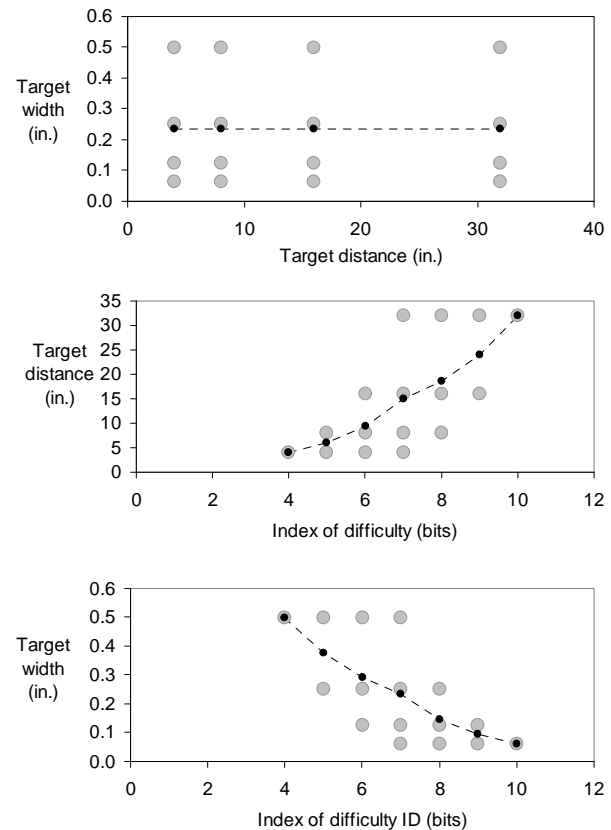 0.6
0.5
0.4
0.3
0.2
0.1
0.0
Target
width
(in.)
0 10 20 30 40
Target distance (in.)
35
30
25
20
15
10
5
0
Target
distance
(in.)
0 2 4 6 8 10 12
Index of difficulty (bits)
0.6
0.5
0.4
0.3
0.2
0.1
0.0
Target
width
(in.)
0 2 4 6 8 10 12
Index of difficulty ID (bits)